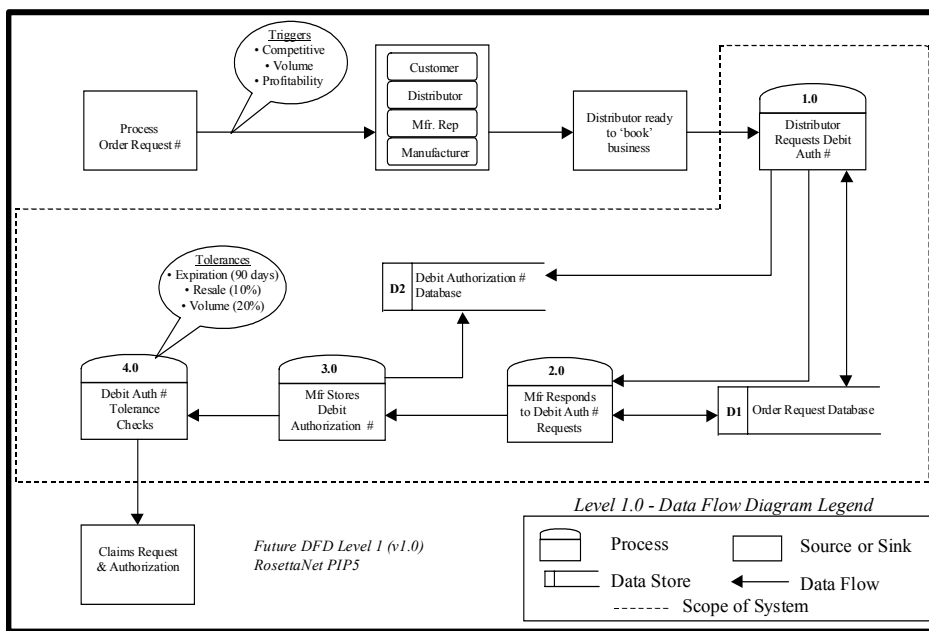 Triggers
• Competitive
• Volume
• Profitability
Process
Order Request #
Customer
Distributor
Mfr. Rep
Manufacturer
Distributor ready
to ‘book’
business
1.0
Distributor
Requests Debit
Auth #
Tolerances
• Expiration (90 days)
• Resale (10%)
• Volume (20%)
D2
Debit Authorization #
Database
4.0
Debit Auth #
Tolerance
Checks
3.0
Mfr Stores
Debit
Authorization #
2.0
Mfr Responds
to Debit Auth #
Requests
D1
Order Request Database
Claims Request
& Authorization
Future DFD Level 1 (v1.0)
RosettaNet PIP5
Level 1.0 - Data Flow Diagram Legend
Process
Source or Sink
Data Store
Data Flow
Scope of System